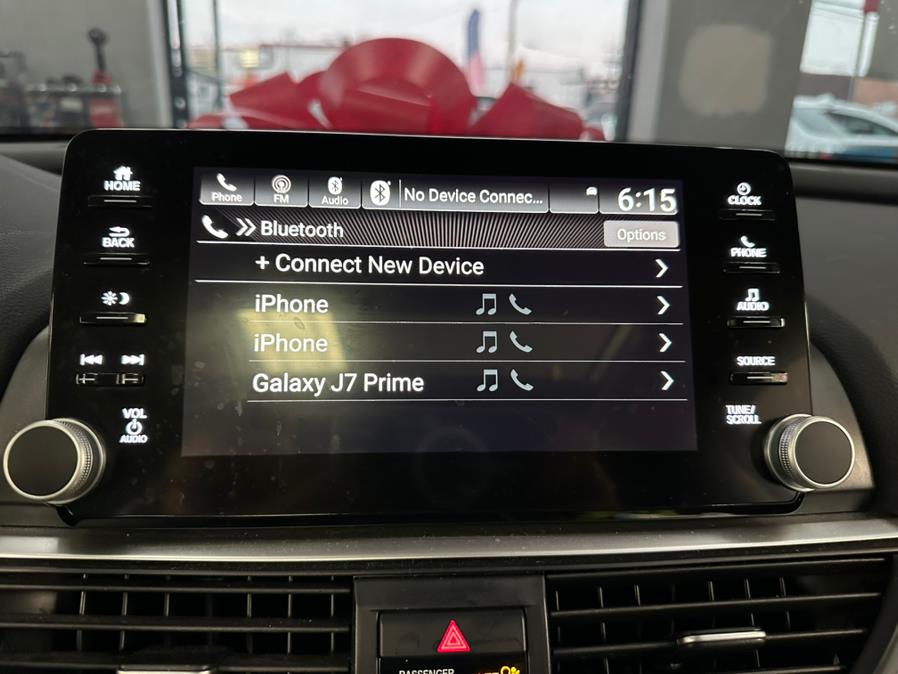 HOME
BACK
VOL
AUDIO
Phone
FM
Audio
No Device Connec...
6:15
Bluetooth
Options
+ Connect New Device
iPhone
iPhone
Galaxy J7 Prime
CLOCK
PHONE
AUDIO
SOURCE
TUNE/
SCROLL
PASSENGER